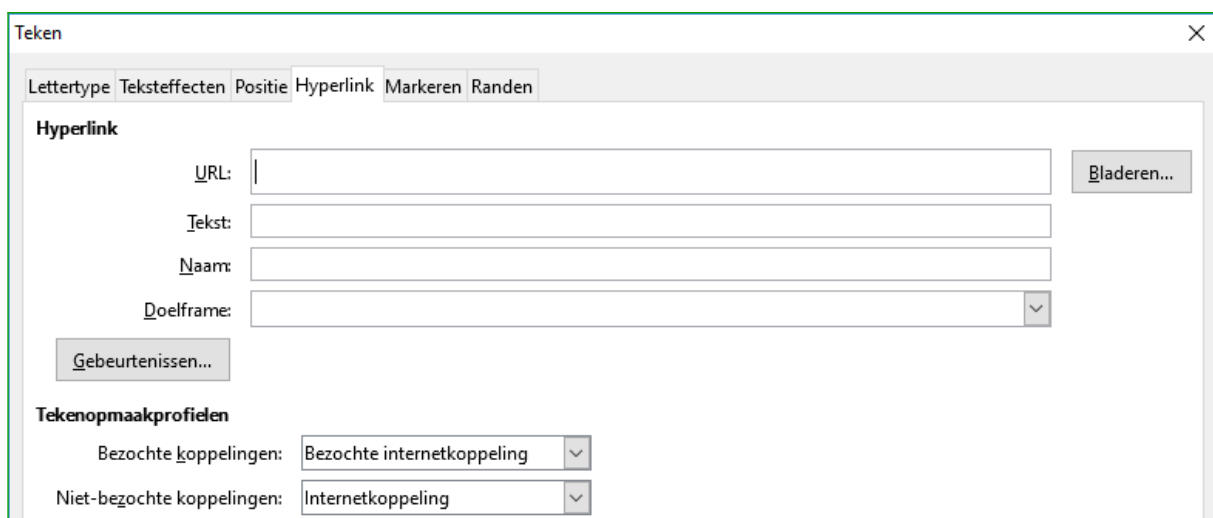 Teken
Lettertype Teksteffecten Positie Hyperlink Markeren Randen
Hyperlink
URL: Bladeren...
Tekst:
Naam:
Doelframe:
Gebeurtenissen...
Tekenopmaakprofielen
Bezochte koppelingen: Bezochte internetkoppeling
Niet-bezochte koppelingen: Internetkoppeling